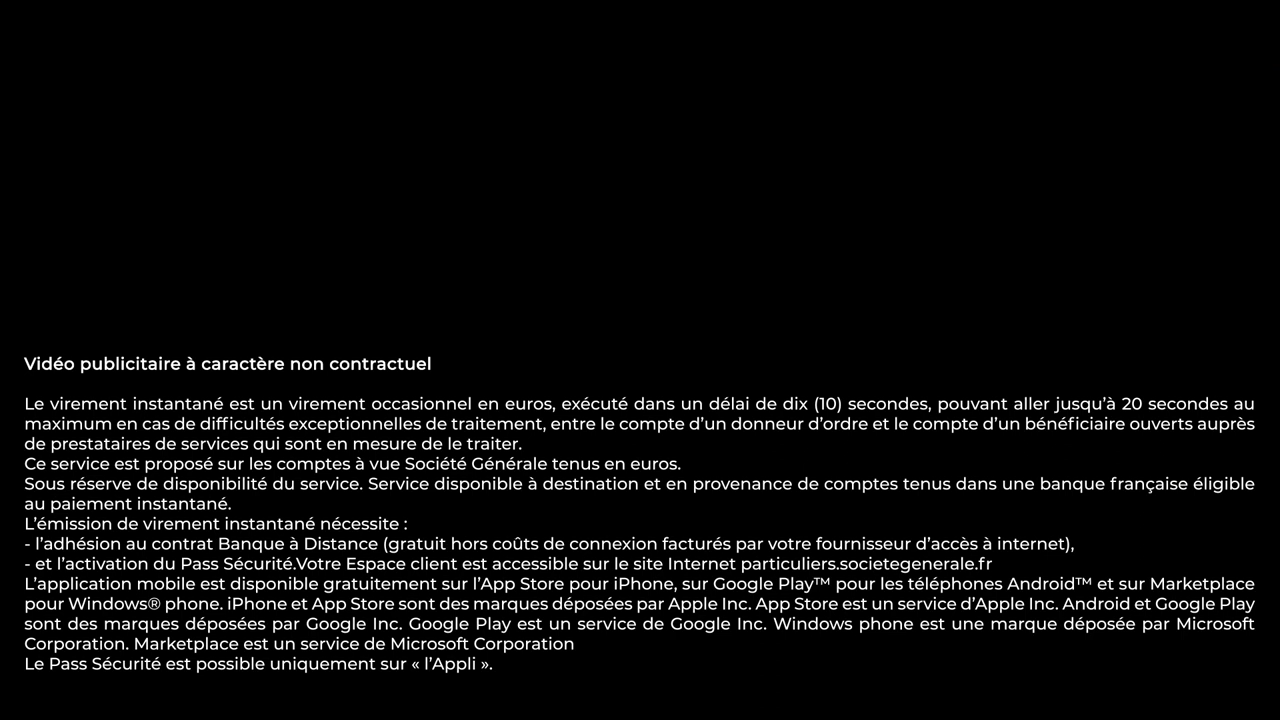 Vidéo publicitaire à caractère non contractuel
Le virement instantané est un virement occasionnel en euros, exécuté dans un délai de dix (10) secondes, pouvant aller jusqu’à 20 secondes au
maximum en cas de difficultés exceptionnelles de traitement, entre le compte d’un donneur d’ordre et le compte d’un bénéficiaire ouverts auprès
de prestataires de services qui sont en mesure de le traiter.
Ce service est proposé sur les comptes à vue Société Générale tenus en euros.
Sous réserve de disponibilité du service. Service disponible à destination et en provenance de comptes tenus dans une banque française éligible
au paiement instantané.
L’émission de virement instantané nécessite :
- l’adhésion au contrat Banque à Distance (gratuit hors coûts de connexion facturés par votre fournisseur d’accès à internet),
- et l’activation du Pass Sécurité.Votre Espace client est accessible sur le site Internet particuliers.societegenerale.fr
L’application mobile est disponible gratuitement sur l’App Store pour iPhone, sur Google Play™ pour les téléphones Android™ et sur Marketplace
pour Windows® phone. iPhone et App Store sont des marques déposées par Apple Inc. App Store est un service d’Apple Inc. Android et Google Play
sont des marques déposées par Google Inc. Google Play est un service de Google Inc. Windows phone est une marque déposée par Microsoft
Corporation. Marketplace est un service de Microsoft Corporation
Le Pass Sécurité est possible uniquement sur « l’Appli ».